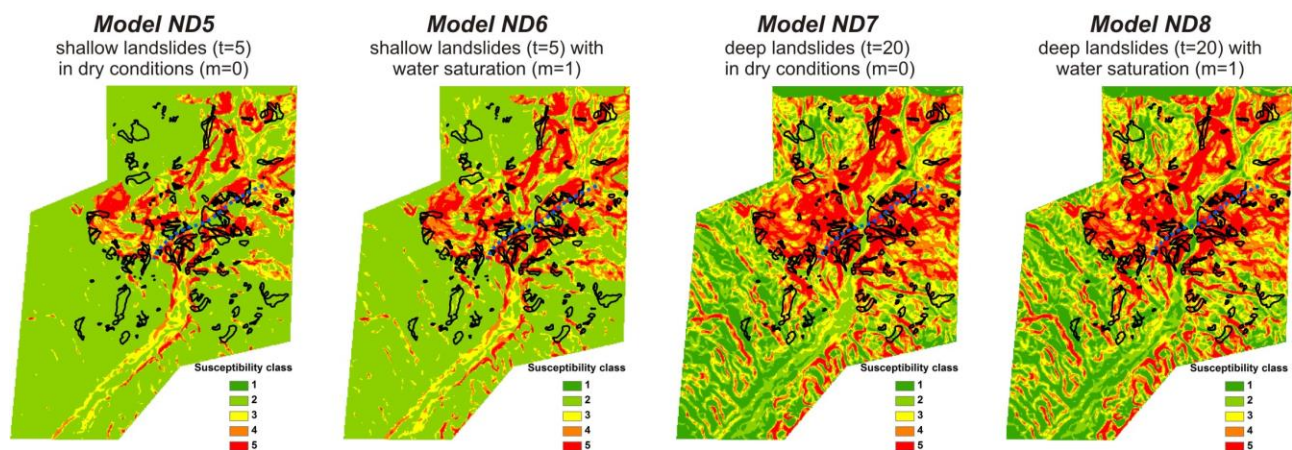 Model ND5
shallow landslides (t=5)
in dry conditions (m=0)
Model ND6
shallow landslides (t=5) with
water saturation (m=1)
Model ND7
deep landslides (t=20)
in dry conditions (m=0)
Model ND8
deep landslides (t=20) with
water saturation (m=1)
Susceptibility class
1
2
3
4
5
Susceptibility class
1
2
3
4
5
Susceptibility class
1
2
3
4
5
Susceptibility class
1
2
3
4
5